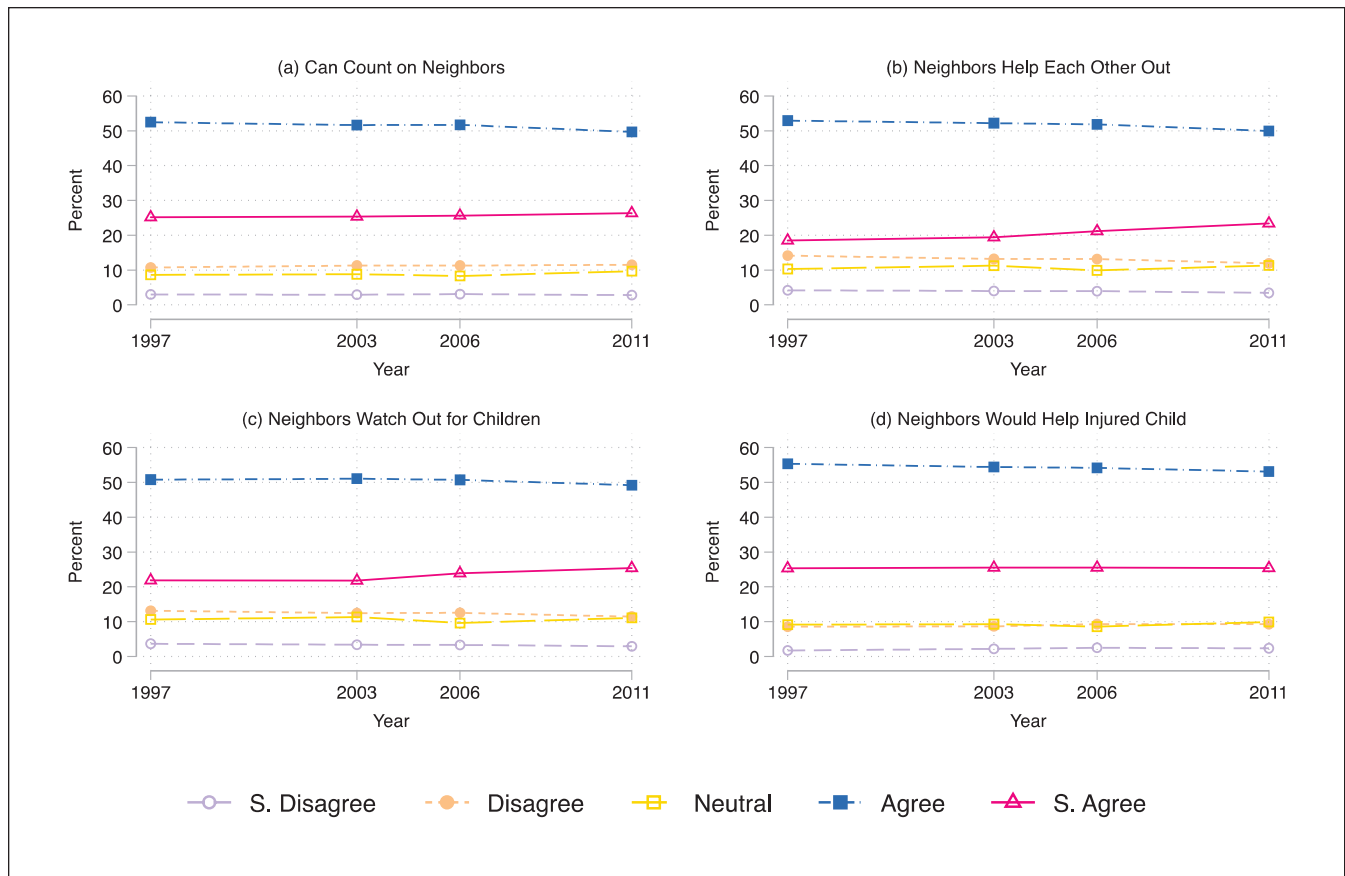 (a) Can Count on Neighbors
60
50
40
30
20
10
0
Percent
1997 2003 2006 2011
Year
(b) Neighbors Help Each Other Out
60
50
40
30
20
10
0
Percent
1997 2003 2006 2011
Year
(c) Neighbors Watch Out for Children
60
50
40
30
20
10
0
Percent
1997 2003 2006 2011
Year
(d) Neighbors Would Help Injured Child
60
50
40
30
20
10
0
Percent
1997 2003 2006 2011
Year
S. Disagree Disagree Neutral Agree S. Agree